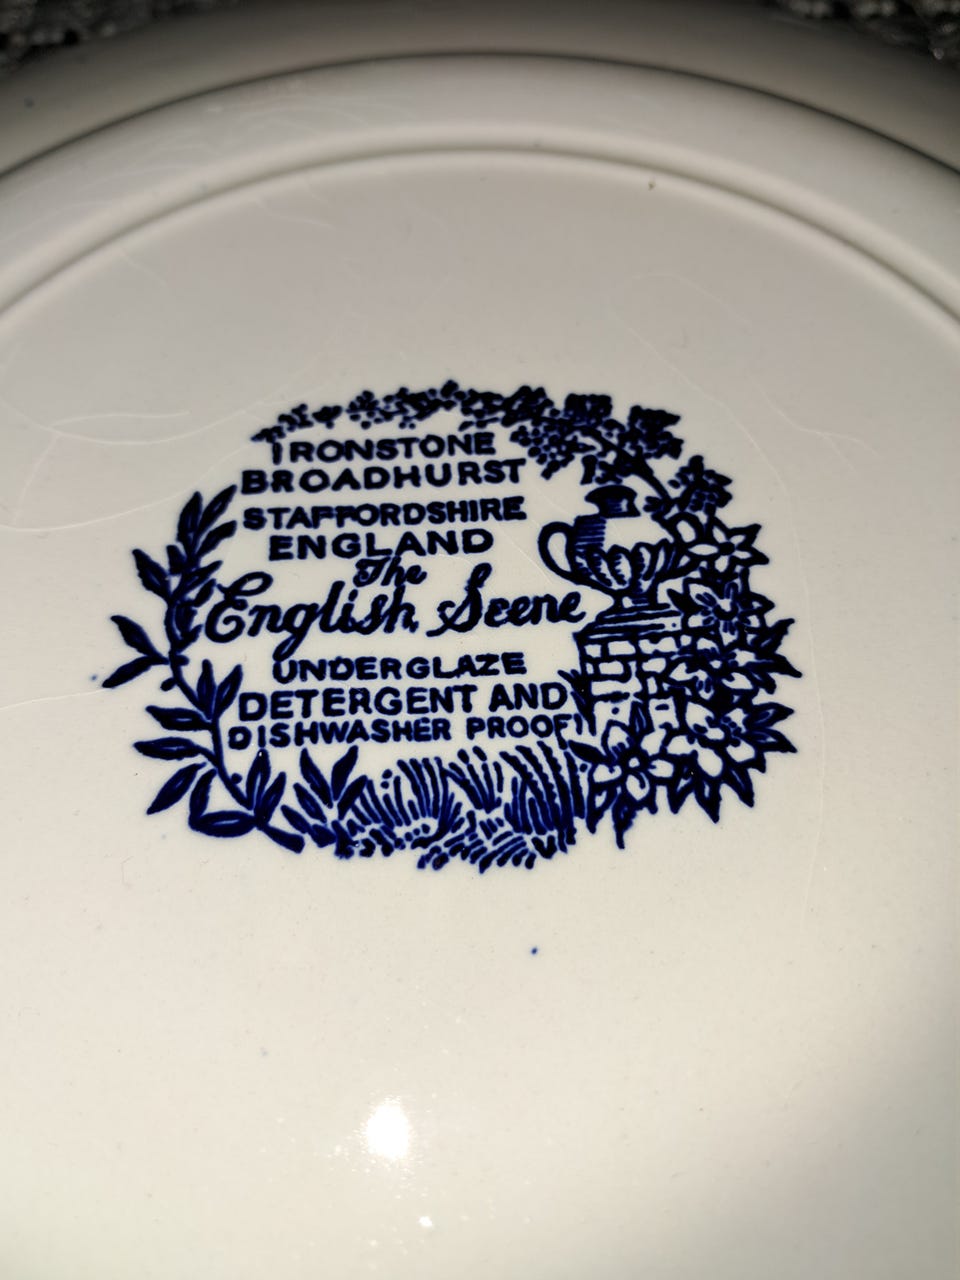 IRONSTONE
BROADHURST
STAFFORDSHIRE
ENGLAND
The
English Scene
UNDERGLAZE
DETERGENT AND
DISHWASHER PROOF